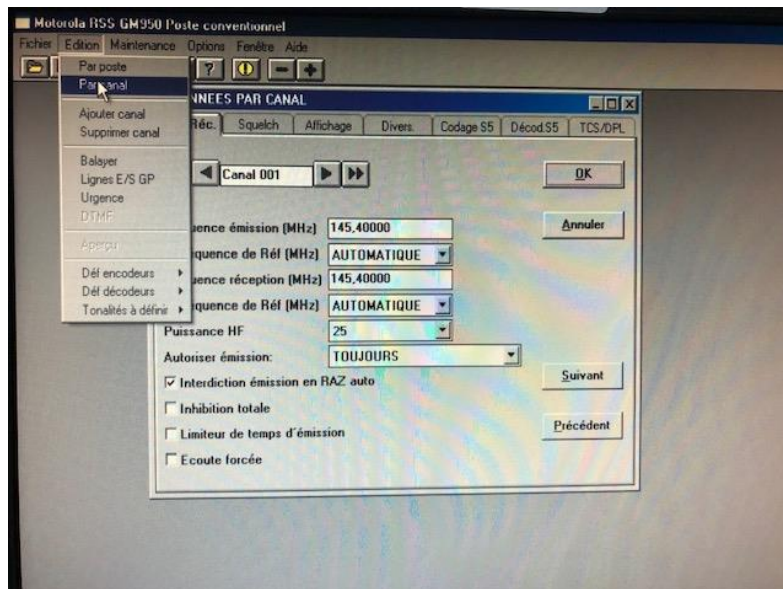 Motorola RSS GM950 Poste conventionnel
Fichier Edition Maintenance Options Fenêtre Aide
?
Par poste
Par canal
Ajouter canal
Supprimer canal
Balayer
Lignes E/S GP
Urgence
DTMF
Aperçu
Déf encodeurs
Déf décodeurs
Tonalités à définir
NNEES PAR CANAL
Réc. Squelch Affichage Divers. Codage S5 Décod.S5 TCS/DPL
Canal 001
OK
uence émission (MHz) 145,40000
Annuler
quence de Réf (MHz) AUTOMATIQUE
uence réception (MHz) 145,40000
quence de Réf (MHz) AUTOMATIQUE
Puissance HF 25
Autoriser émission: TOUJOURS
Interdiction émission en RAZ auto
Suivant
Inhibition totale
Limiteur de temps d'émission
Précédent
Ecoute forcée